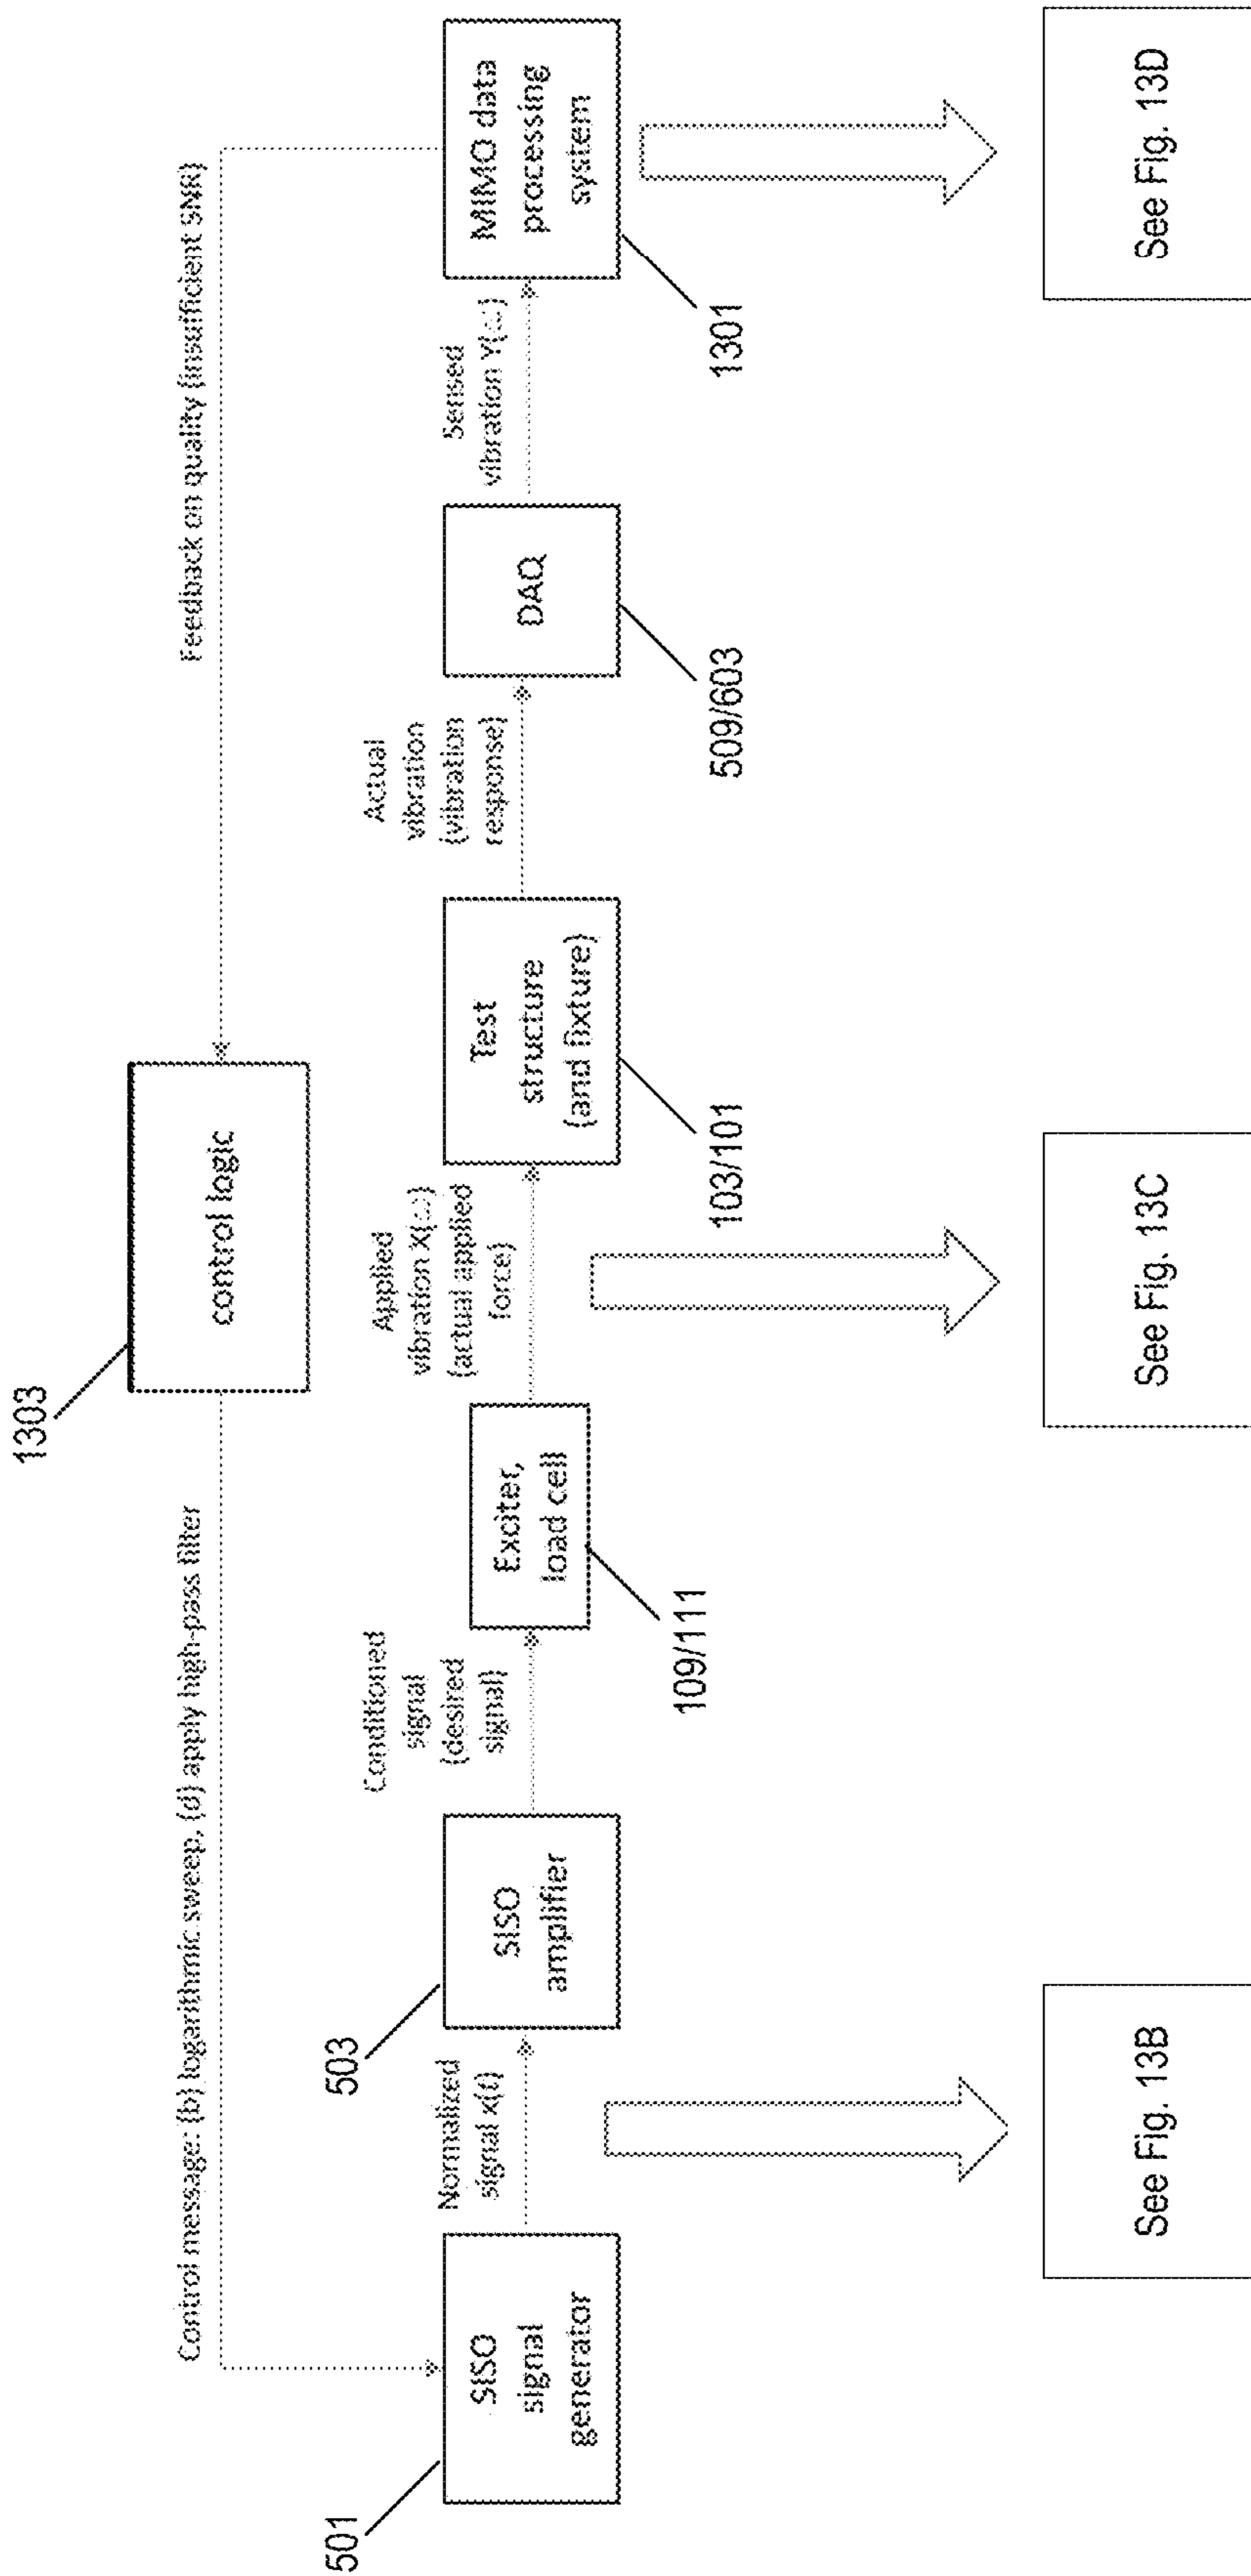 1303
control logic
Control message: (b) logarithmic sweep, (d) apply high-pass filter
Feedback on quality (insufficient SNR)
501
SISO
signal
generator
Normalized
signal x(t)
503
SISO
amplifier
Conditioned
signal
(desired
signal)
Exciter,
load cell
109/111
Applied
vibration X(ω)
(actual applied
force)
Test
structure
(and fixture)
103/101
Actual
vibration
(vibration
response)
DAQ
509/603
Sensed
vibration Y(ω)
MIMO data
processing
system
1301
See Fig. 13B
See Fig. 13C
See Fig. 13D